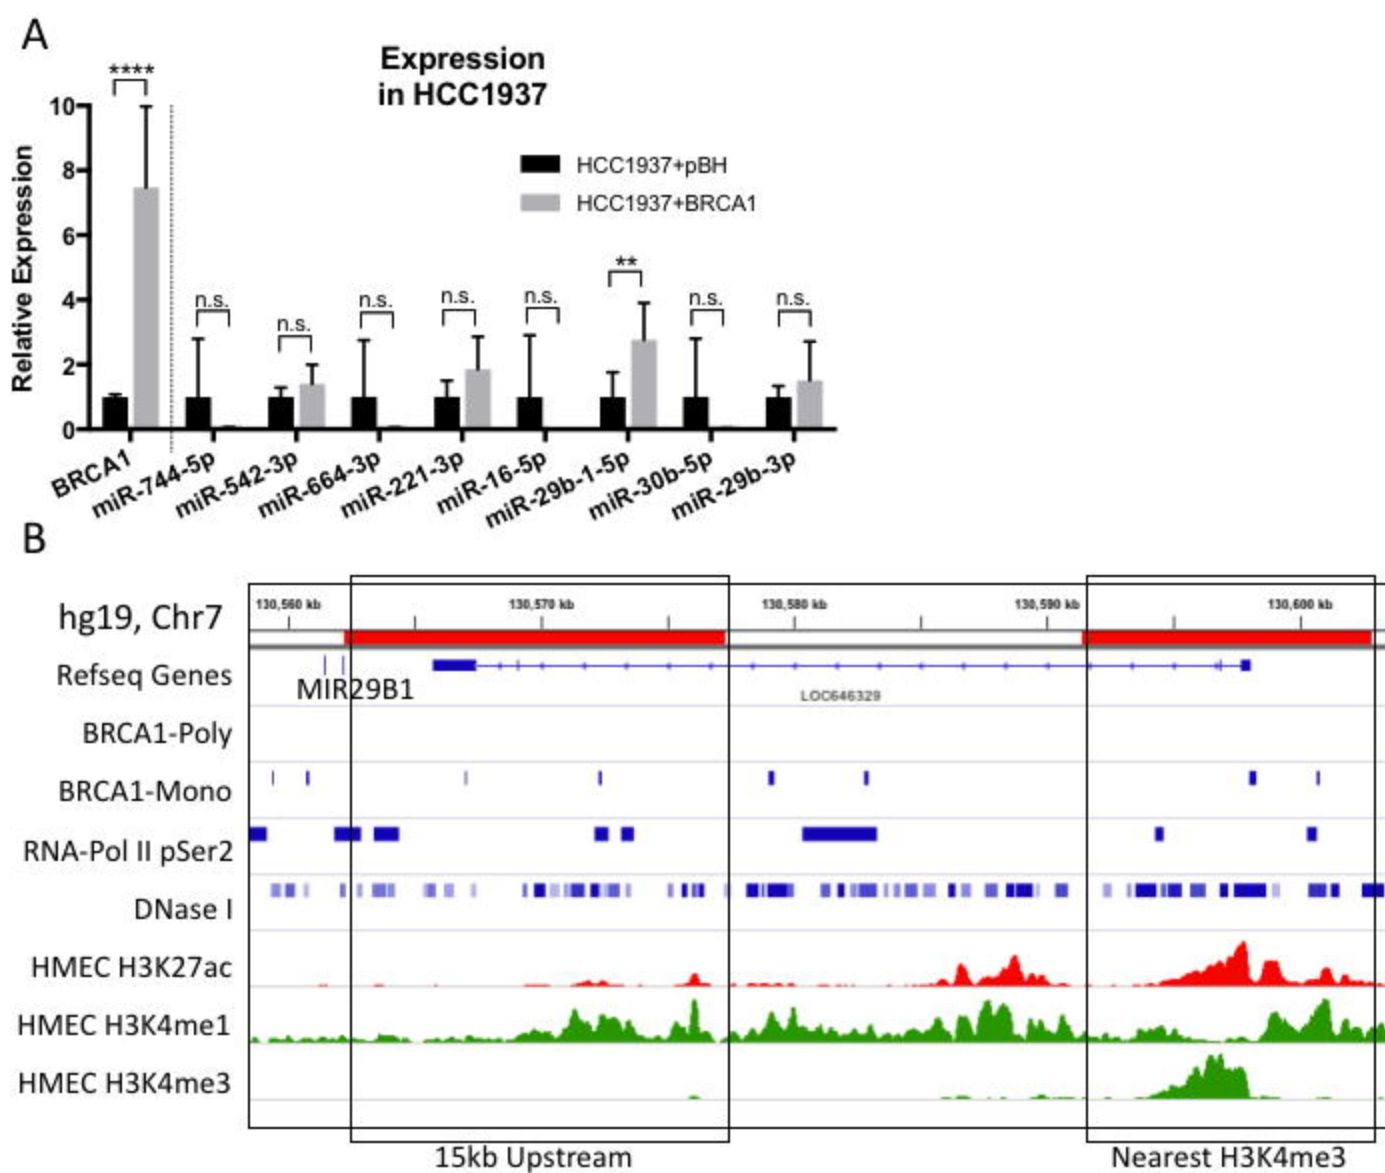 A
Expression
in HCC1937
****
Relative Expression
10
8
6
4
2
0
HCC1937+pBH
HCC1937+BRCA1
n.s.
n.s.
n.s.
n.s.
n.s.
**
n.s.
n.s.
BRCA1
miR-744-5p
miR-542-3p
miR-664-3p
miR-221-3p
miR-16-5p
miR-29b-1-5p
miR-30b-5p
miR-29b-3p
B
hg19, Chr7
130,560 kb 130,570 kb 130,580 kb 130,590 kb 130,600 kb
Refseq Genes
MIR29B1
LOC646329
BRCA1-Poly
BRCA1-Mono
RNA-Pol II pSer2
DNase I
HMEC H3K27ac
HMEC H3K4me1
HMEC H3K4me3
15kb Upstream
Nearest H3K4me3